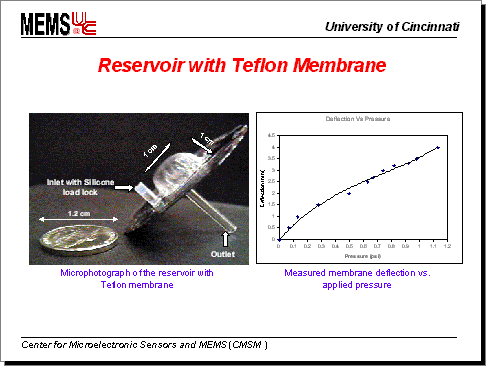 MEMS UC @
University of Cincinnati
Reservoir with Teflon Membrane
1 cm
1 cm
Inlet with Silicone
load lock
1.2 cm
Outlet
Deflection Vs Pressure
4.5
4
3.5
3
2.5
2
1.5
1
0.5
0
Deflection (mm)
0 0.1 0.2 0.3 0.4 0.5 0.6 0.7 0.8 0.9 1 1.1 1.2
Pressure (psi)
Microphotograph of the reservoir with
Teflon membrane
Measured membrane deflection vs.
applied pressure
Center for Microelectronic Sensors and MEMS (CMSM )